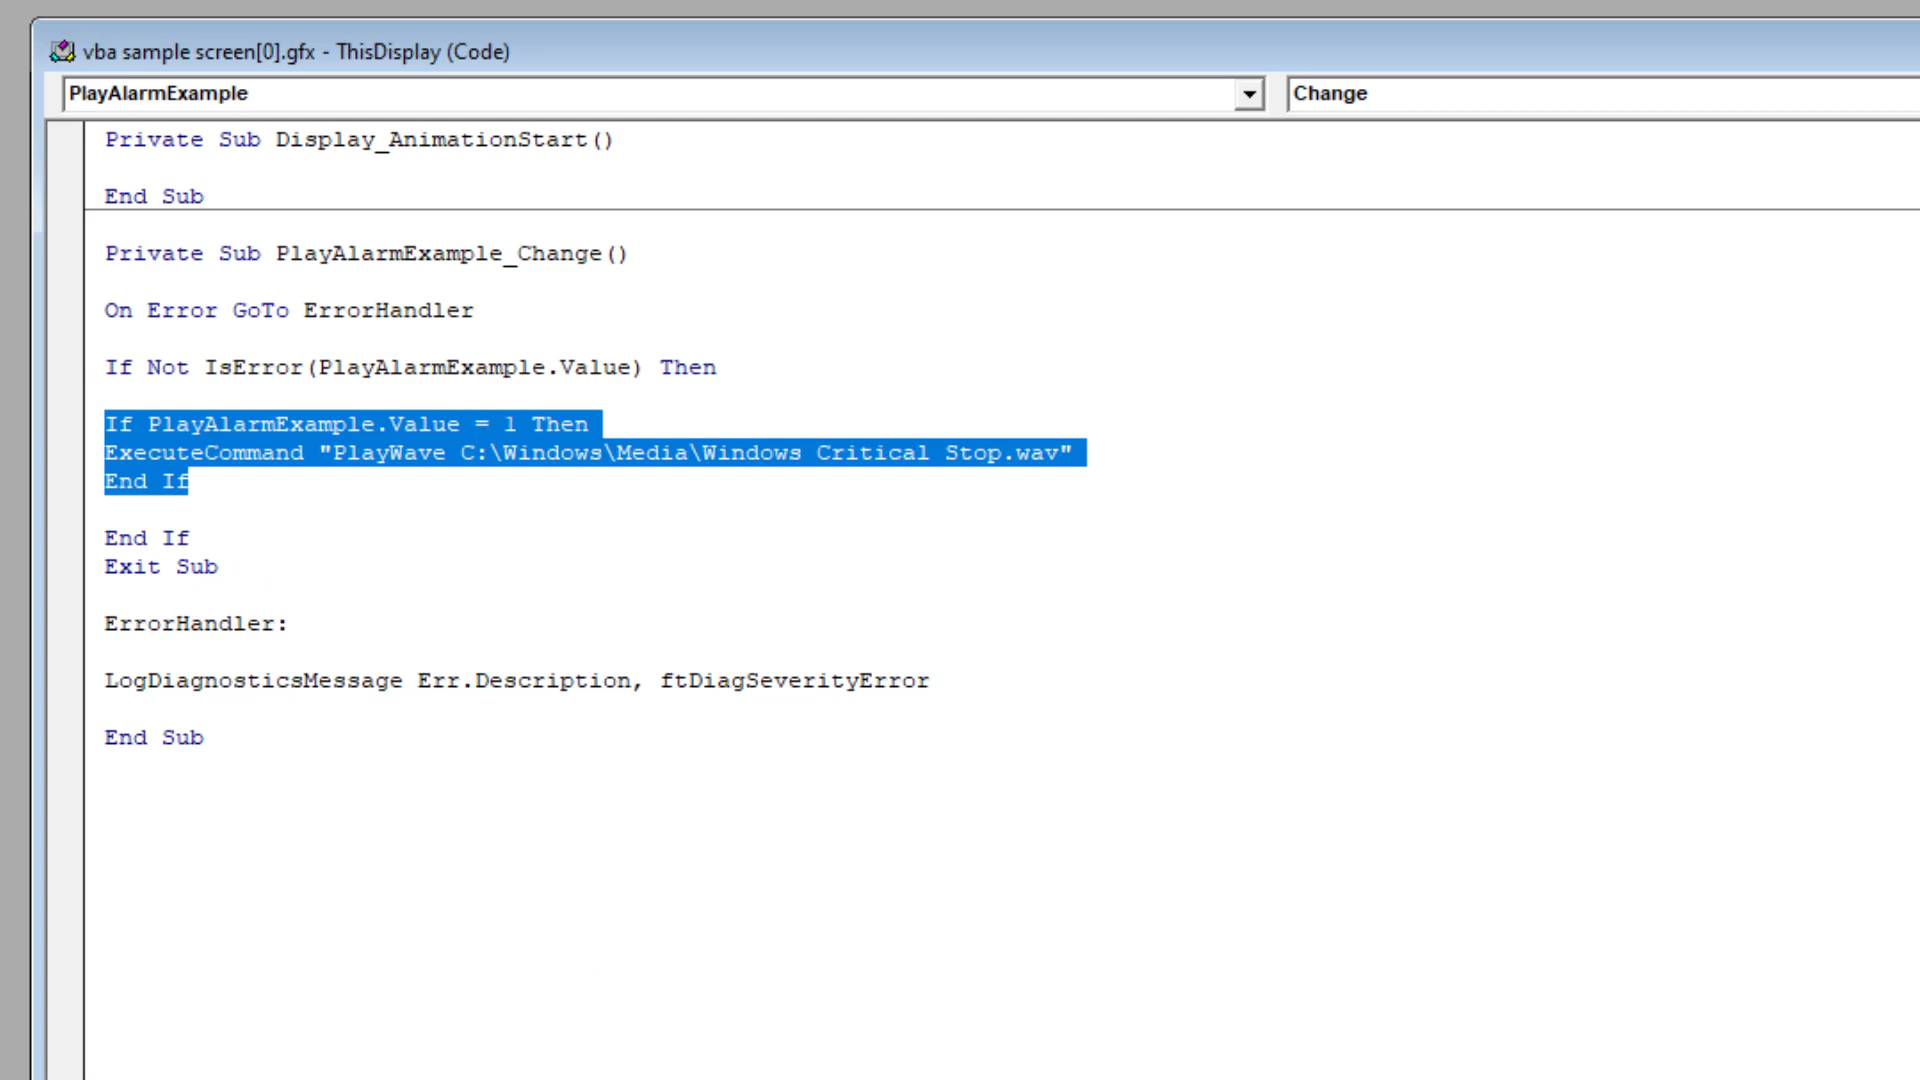 vba sample screen[0].gfx - ThisDisplay (Code)
PlayAlarmExample
Change
Private Sub Display_AnimationStart()
End Sub
Private Sub PlayAlarmExample_Change()
On Error GoTo ErrorHandler
If Not IsError(PlayAlarmExample.Value) Then
If PlayAlarmExample.Value = 1 Then
ExecuteCommand "PlayWave C:\Windows\Media\Windows Critical Stop.wav"
End If
End If
Exit Sub
ErrorHandler:
LogDiagnosticsMessage Err.Description, ftDiagSeverityError
End Sub